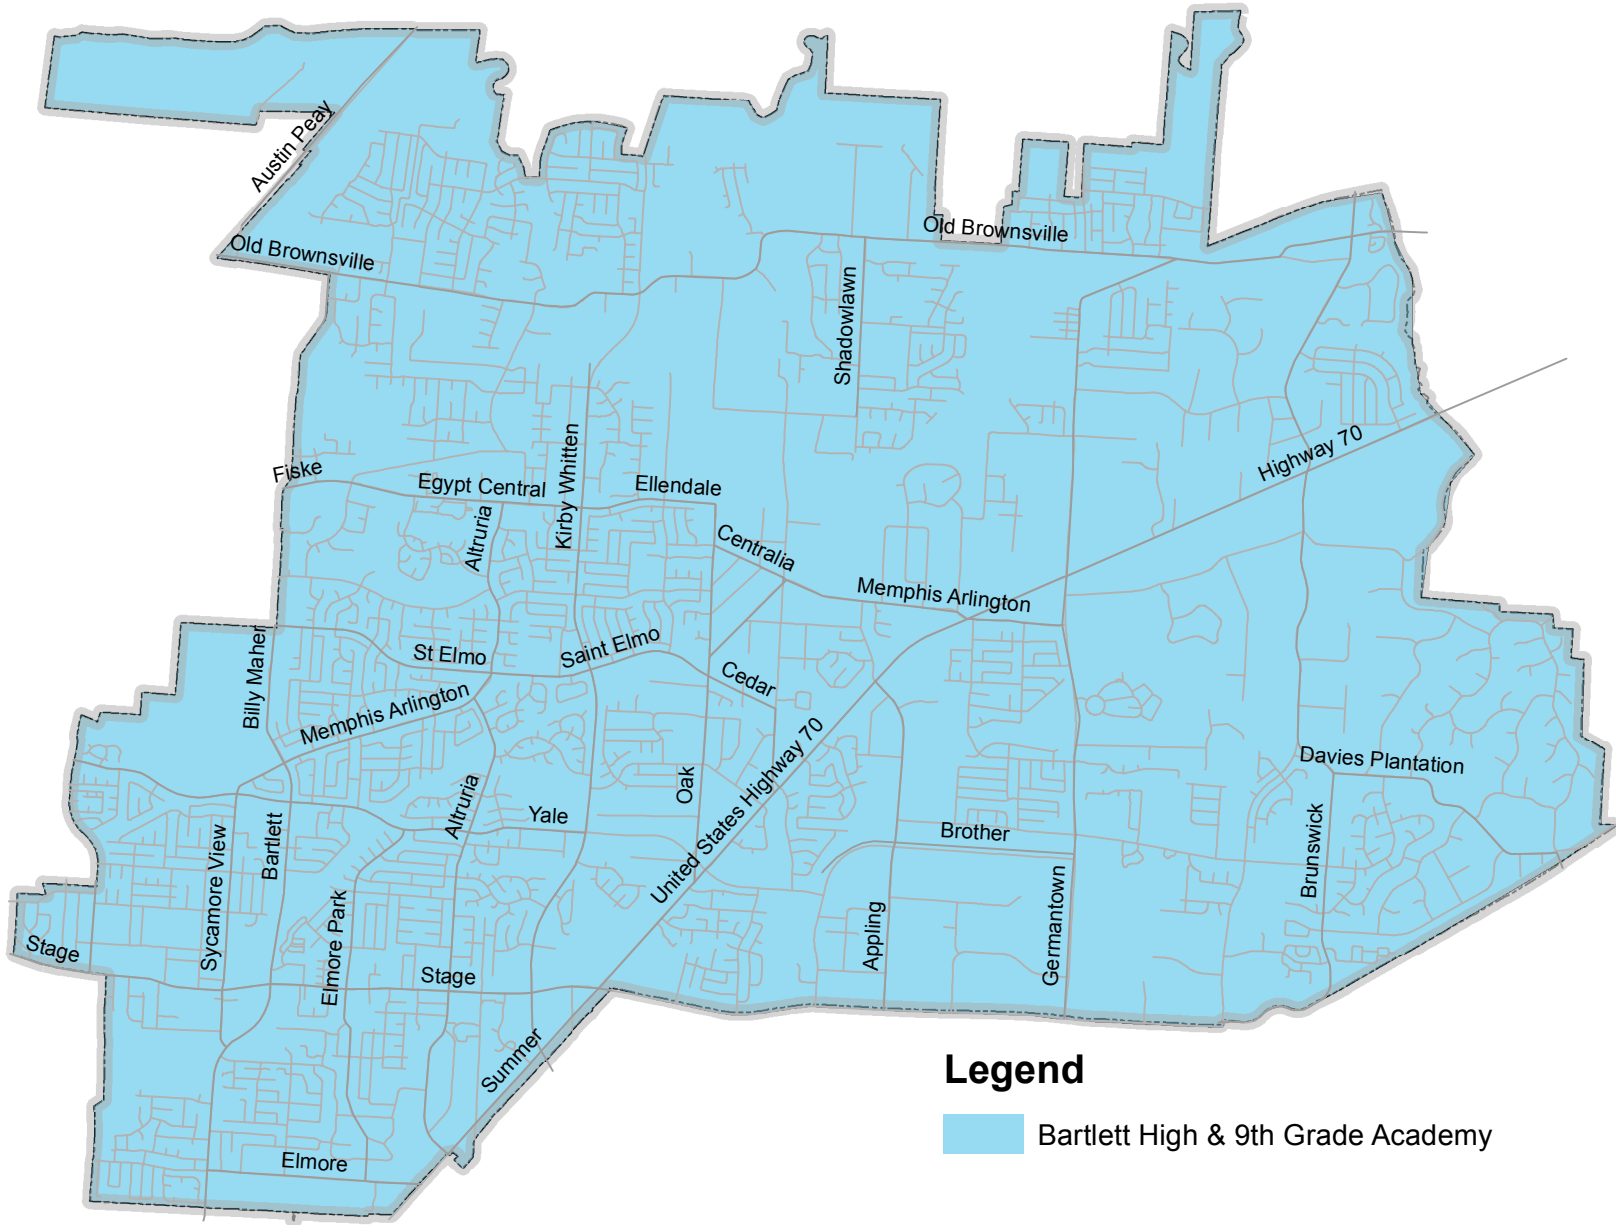 Austin Peay
Old Brownsville
Old Brownsville
Shadowlawn
Highway 70
Fiske
Egypt Central
Kirby Whitten
Ellendale
Altruria
Centralia
Memphis Arlington
Billy Maher
St Elmo
Saint Elmo
Cedar
Memphis Arlington
United States Highway 70
Davies Plantation
Oak
Altruria
Yale
Brother
Brunswick
Sycamore View
Bartlett
Elmore Park
Appling
Germantown
Stage
Stage
Summer
Elmore
Legend
Bartlett High & 9th Grade Academy